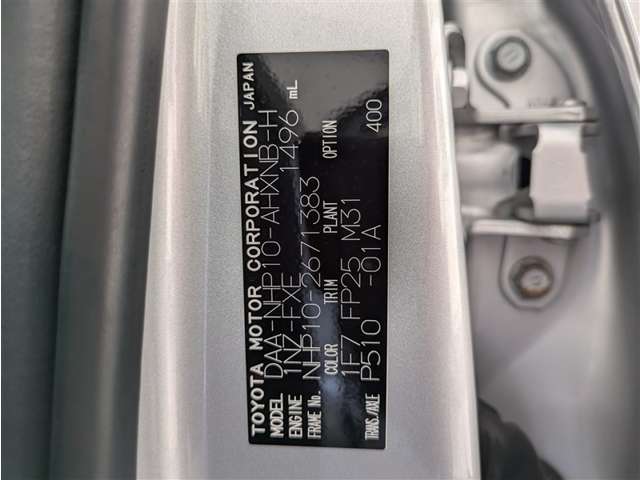 TOYOTA MOTOR CORPORATION JAPAN
MODEL DAA-NHP10-AHXNB-H
ENGINE 1NZ-FXE 1496 mL
FRAME No. NHP10-2671383
COLOR TRIM PLANT OPTION
1F7 FP25 M31 400
TRANS./AXLE P510 -01A